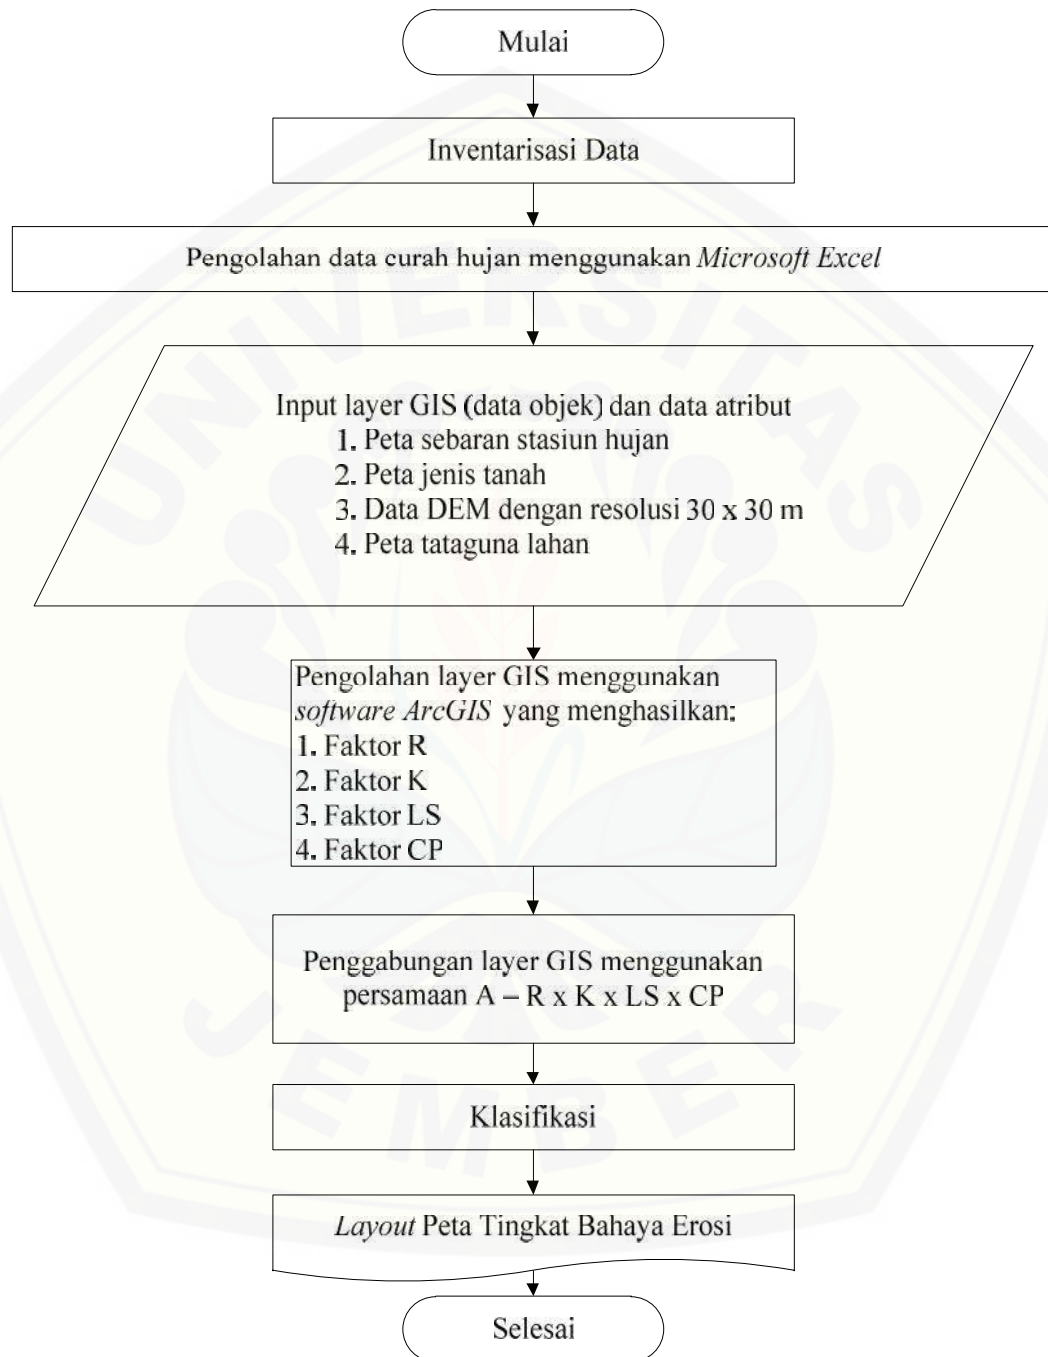 Mulai
Inventarisasi Data
Pengolahan data curah hujan menggunakan Microsoft Excel
Input layer GIS (data objek) dan data atribut
1. Peta sebaran stasiun hujan
2. Peta jenis tanah
3. Data DEM dengan resolusi 30 x 30 m
4. Peta tataguna lahan
Pengolahan layer GIS menggunakan
software ArcGIS yang menghasilkan:
1. Faktor R
2. Faktor K
3. Faktor LS
4. Faktor CP
Penggabungan layer GIS menggunakan
persamaan A – R x K x LS x CP
Klasifikasi
Layout Peta Tingkat Bahaya Erosi
Selesai
UNIVERSITAS
JEMBER